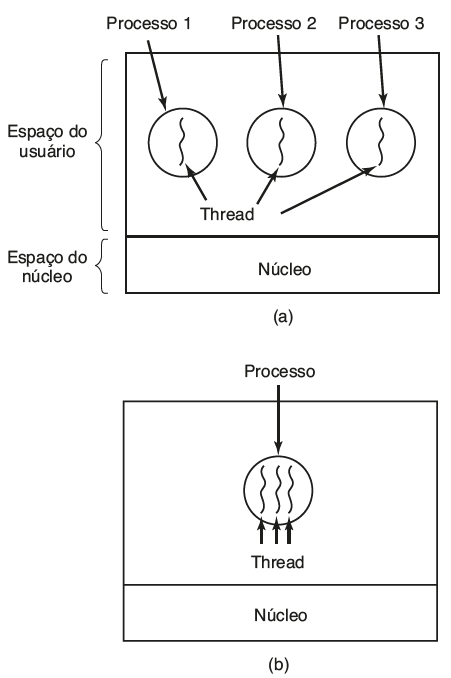 Processo 1
Processo 2
Processo 3
Espaço do
usuário
Thread
Espaço do
núcleo
Núcleo
(a)
Processo
Thread
Núcleo
(b)